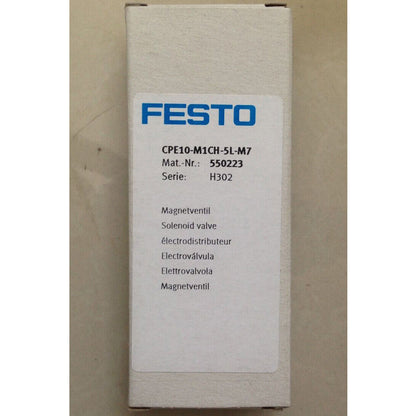 FESTO
CPE10-M1CH-5L-M7
Mat.-Nr.: 550223
Serie: H302
Magnetventil
Solenoid valve
électrodistributeur
Electroválvula
Elettrovalvola
Magnetventil